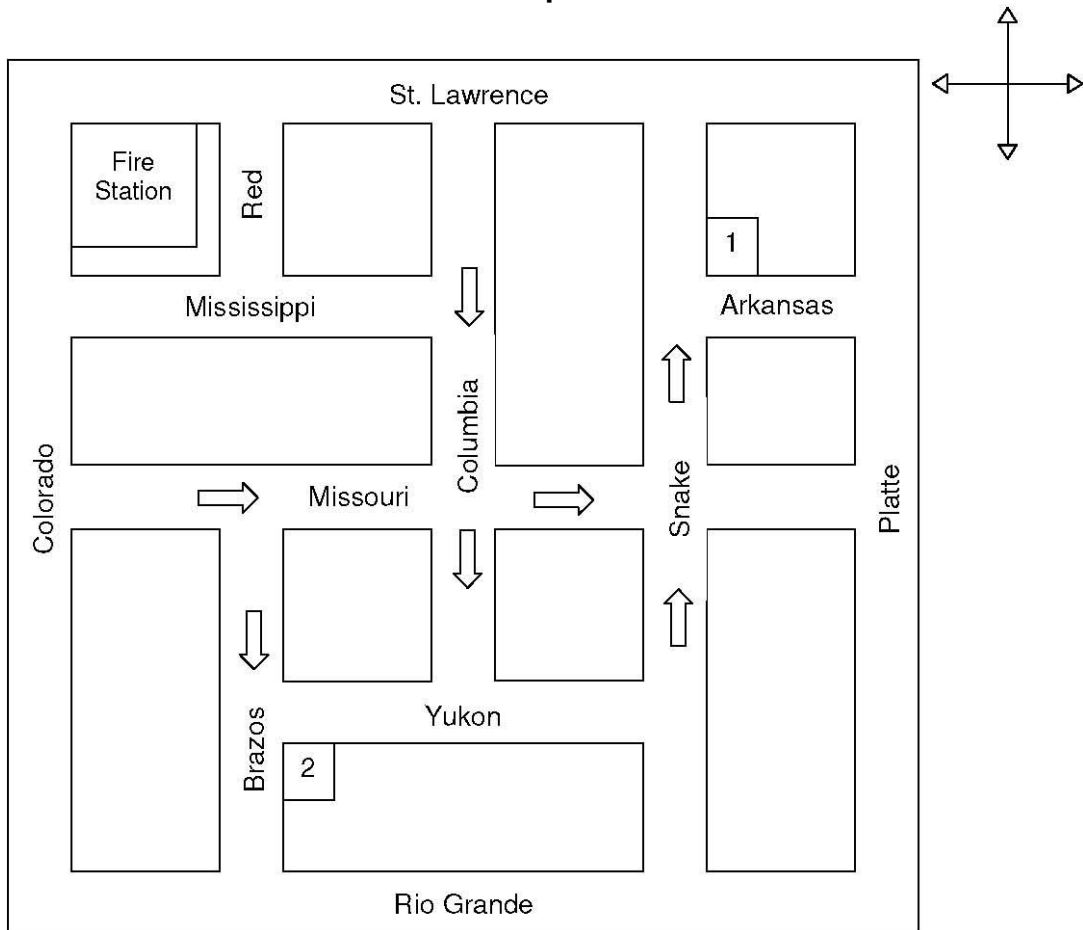 St. Lawrence
Fire
Station
Red
1
Mississippi
Arkansas
Colorado
Columbia
Missouri
Snake
Platte
Yukon
Brazos
2
Rio Grande